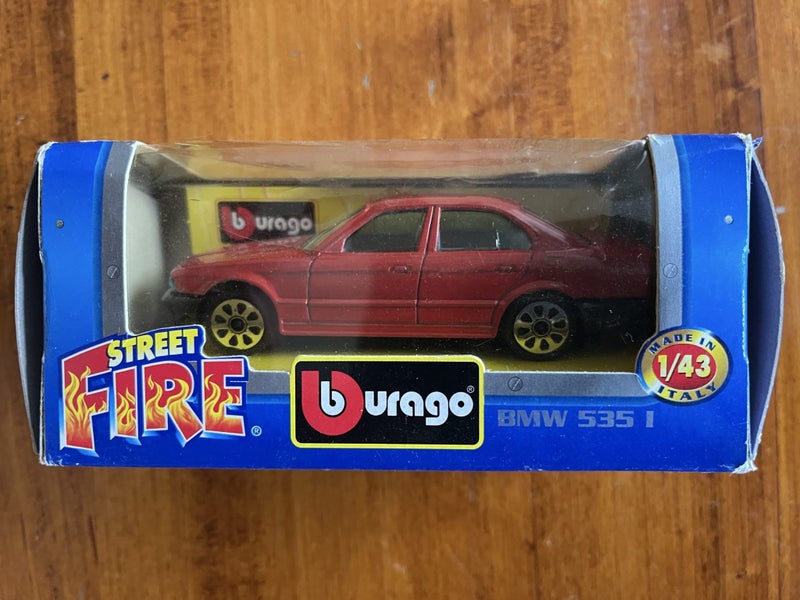 burago
STREET
FIRE®
burago®
BMW 535 I
MADE IN
1/43
ITALY